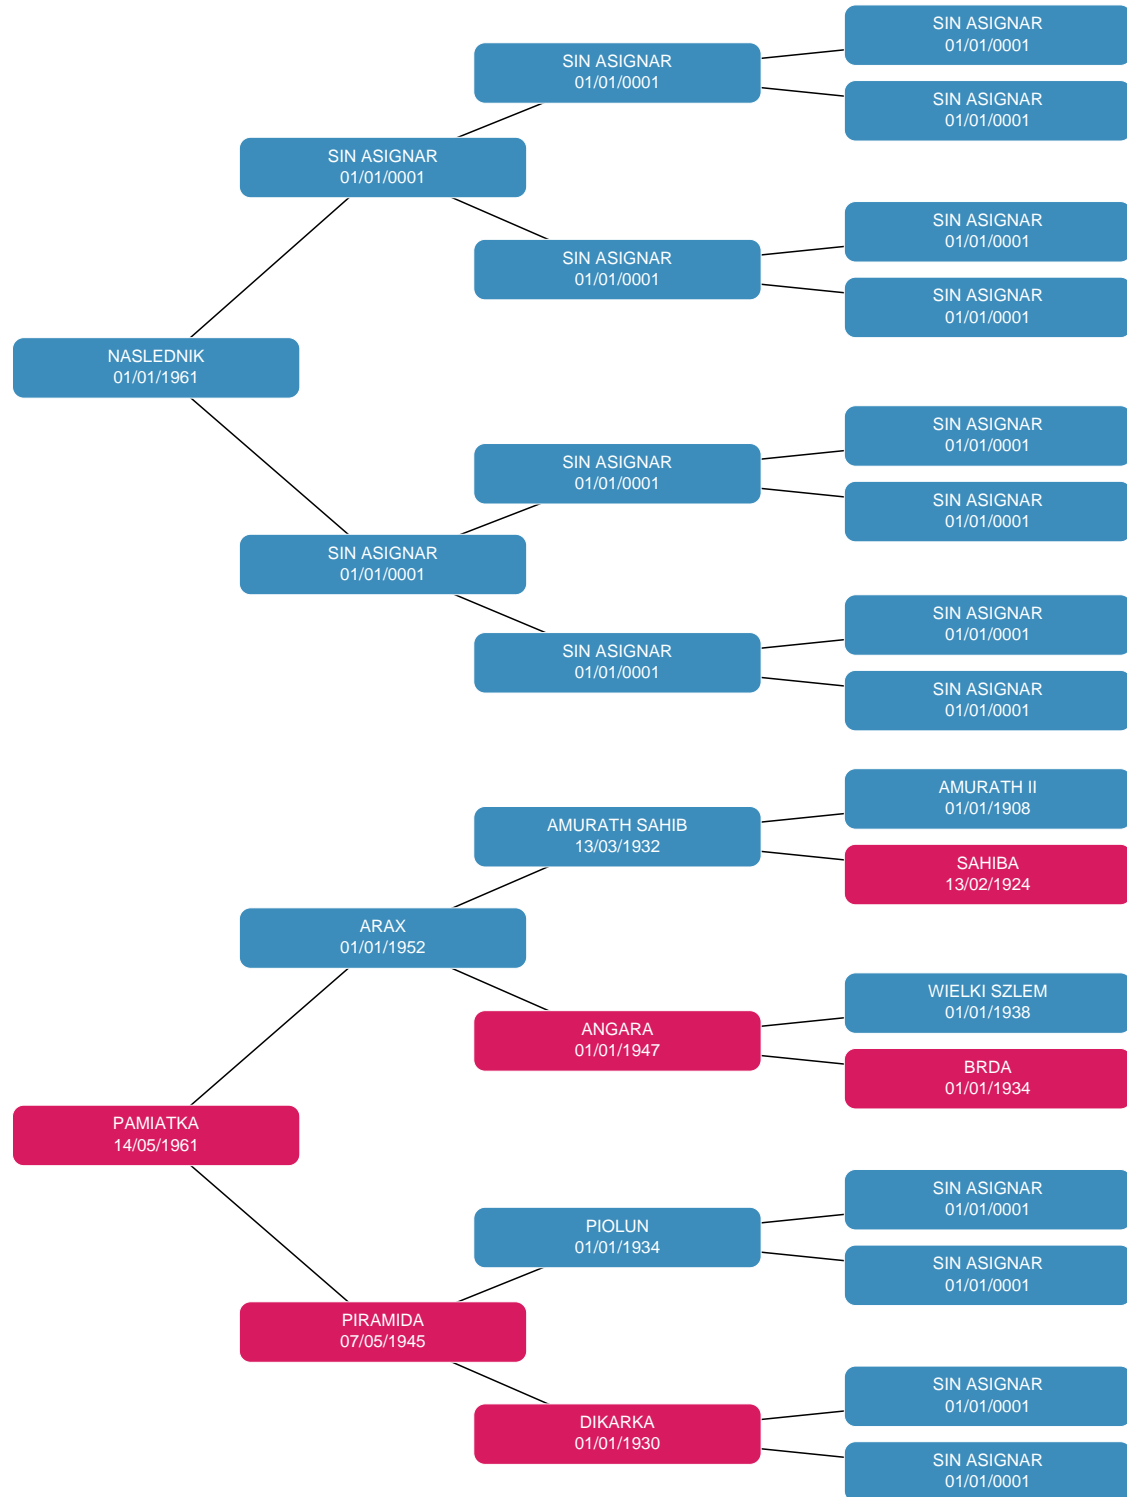 SIN ASIGNAR
01/01/0001
SIN ASIGNAR
01/01/0001
SIN ASIGNAR
01/01/0001
SIN ASIGNAR
01/01/0001
SIN ASIGNAR
01/01/0001
SIN ASIGNAR
01/01/0001
SIN ASIGNAR
01/01/0001
NASLEDNIK
01/01/1961
SIN ASIGNAR
01/01/0001
SIN ASIGNAR
01/01/0001
SIN ASIGNAR
01/01/0001
SIN ASIGNAR
01/01/0001
SIN ASIGNAR
01/01/0001
SIN ASIGNAR
01/01/0001
SIN ASIGNAR
01/01/0001
AMURATH II
01/01/1908
AMURATH SAHIB
13/03/1932
SAHIBA
13/02/1924
ARAX
01/01/1952
WIELKI SZLEM
01/01/1938
ANGARA
01/01/1947
BRDA
01/01/1934
PAMIATKA
14/05/1961
SIN ASIGNAR
01/01/0001
PIOLUN
01/01/1934
SIN ASIGNAR
01/01/0001
PIRAMIDA
07/05/1945
SIN ASIGNAR
01/01/0001
DIKARKA
01/01/1930
SIN ASIGNAR
01/01/0001